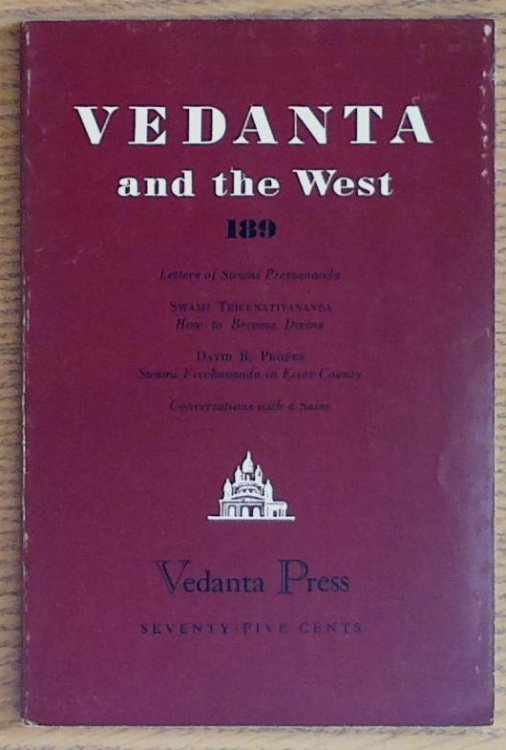 VEDANTA
and the West
189
Letters of Swami Premananda
SWAMI TRIGUNATITANANDA
How to Become Divine
DAVID R. PROPER
Swami Vivekananda in Essex County
Conversations with a Saint
Vedanta Press
SEVENTY-FIVE CENTS